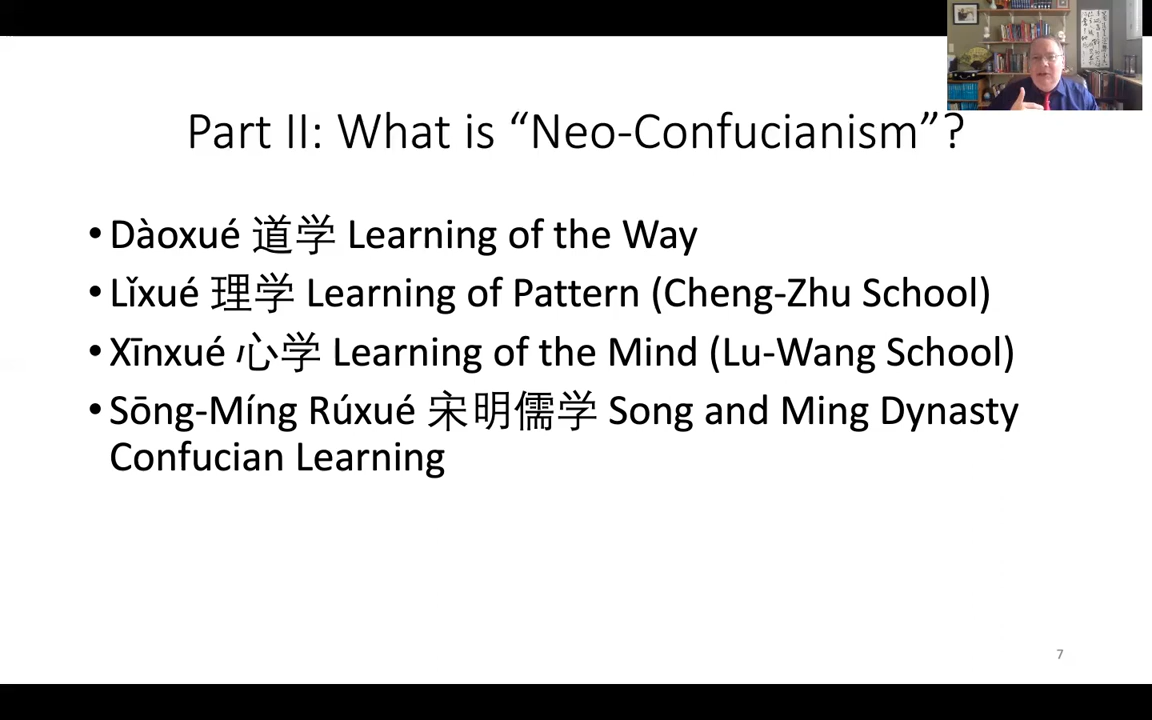 Part II: What is “Neo-Confucianism”?
• Dàoxué 道学 Learning of the Way
• Lǐxué 理学 Learning of Pattern (Cheng-Zhu School)
• Xīnxué 心学 Learning of the Mind (Lu-Wang School)
• Sōng-Míng Rúxué 宋明儒学 Song and Ming Dynasty
Confucian Learning
7